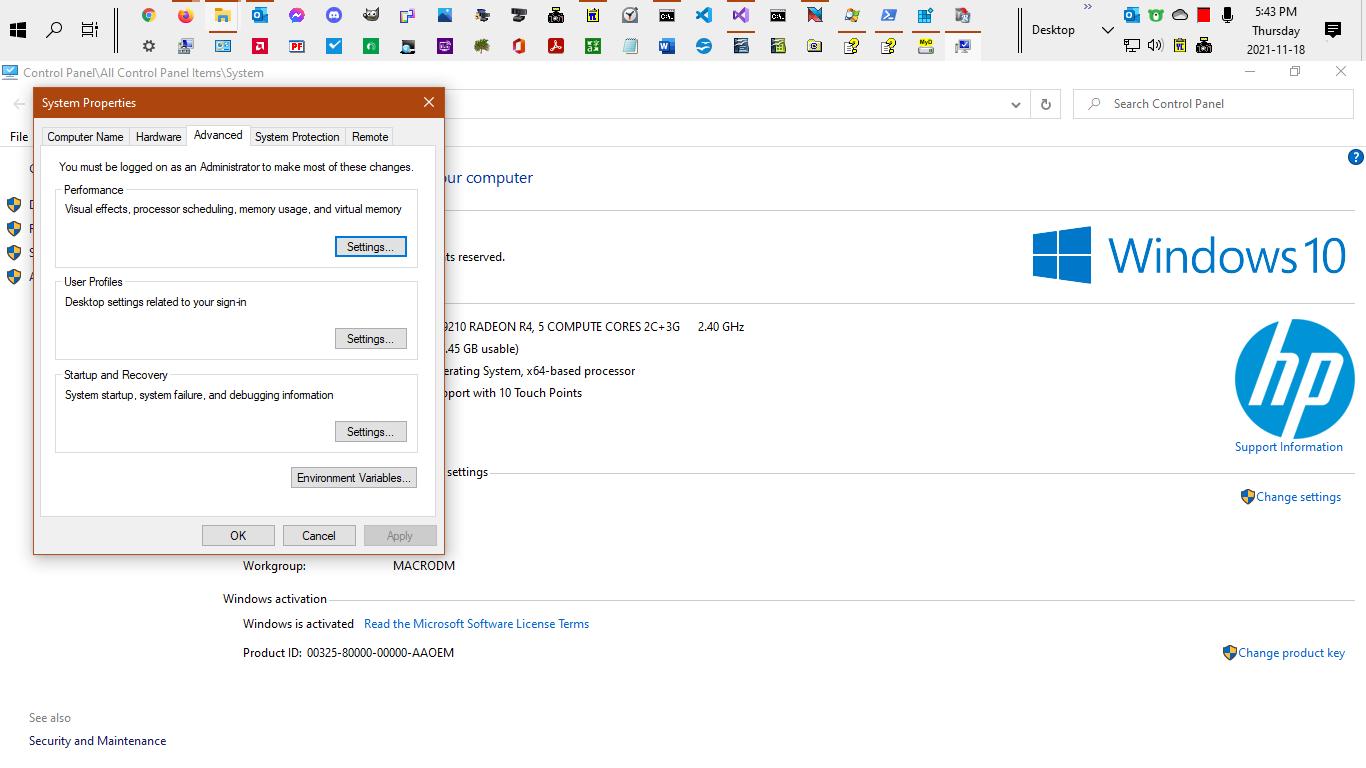 5:43 PM
Thursday
2021-11-18
Desktop
Control Panel\All Control Panel Items\System
System Properties
Search Control Panel
File
Computer Name
Hardware
Advanced
System Protection
Remote
You must be logged on as an Administrator to make most of these changes.
Performance
Visual effects, processor scheduling, memory usage, and virtual memory
Settings...
User Profiles
Desktop settings related to your sign-in
Settings...
Startup and Recovery
System startup, system failure, and debugging information
Settings...
Environment Variables...
OK
Cancel
Apply
our computer
ts reserved.
Windows 10
9210 RADEON R4, 5 COMPUTE CORES 2C+3G 2.40 GHz
.45 GB usable)
erating System, x64-based processor
pport with 10 Touch Points
hp
Support Information
settings
Change settings
Workgroup: MACRODM
Windows activation
Windows is activated Read the Microsoft Software License Terms
Product ID: 00325-80000-00000-AAOEM
Change product key
See also
Security and Maintenance